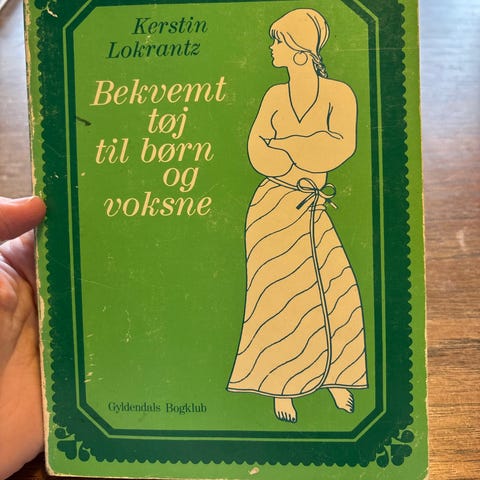 Kerstin
Lokrantz
Bekvemt
tøj
til børn
og
voksne
Gyldendals Bogklub